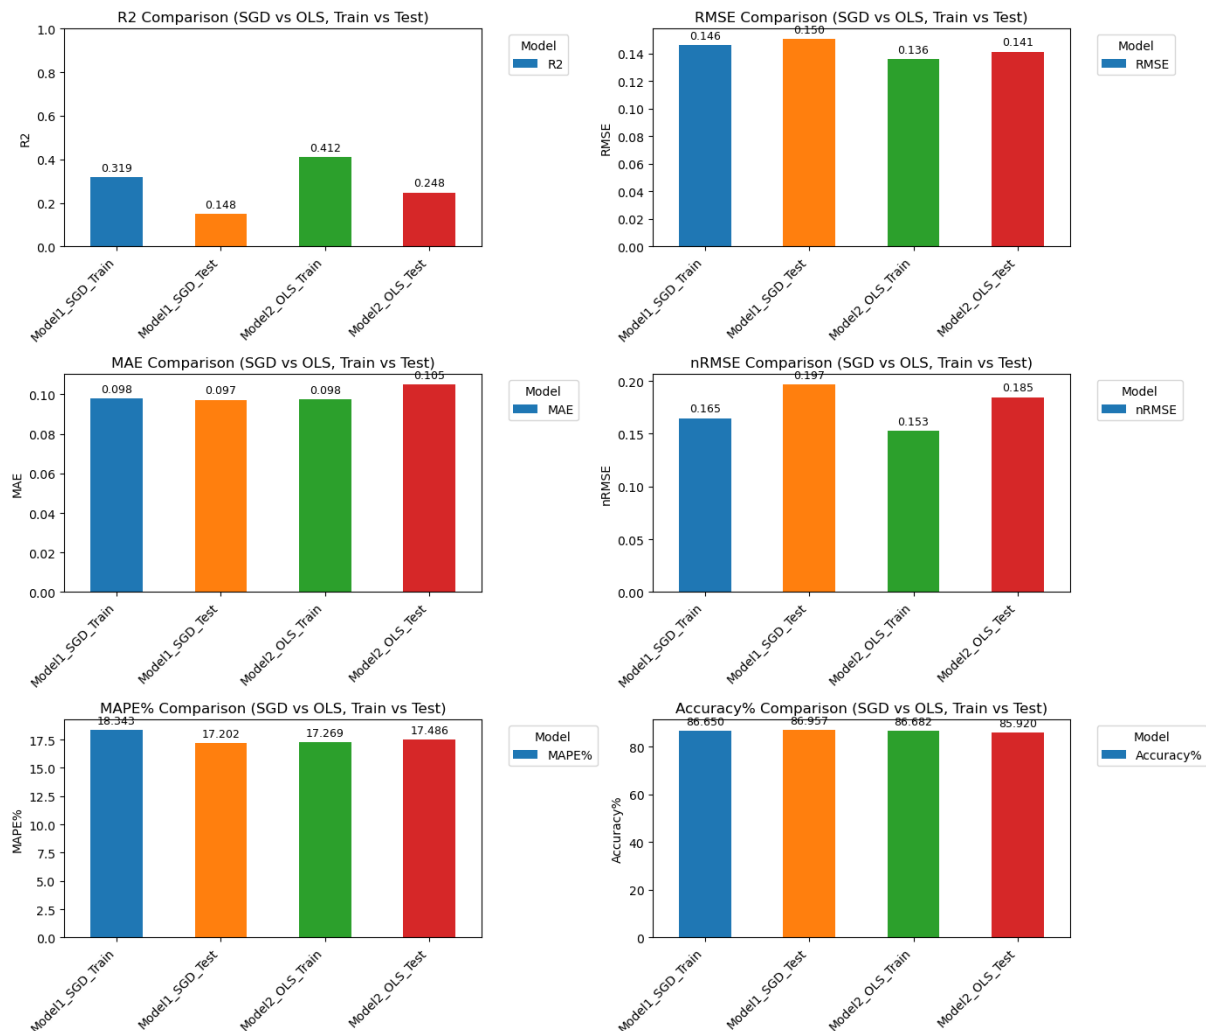 R2 Comparison (SGD vs OLS, Train vs Test)
1.0
0.8
0.6
0.4
0.2
0.0
R2
0.319
0.148
0.412
0.248
Model1_SGD_Train
Model1_SGD_Test
Model2_OLS_Train
Model2_OLS_Test
Model
R2
RMSE Comparison (SGD vs OLS, Train vs Test)
0.14
0.12
0.10
0.08
0.06
0.04
0.02
0.00
RMSE
0.146
0.150
0.136
0.141
Model1_SGD_Train
Model1_SGD_Test
Model2_OLS_Train
Model2_OLS_Test
Model
RMSE
MAE Comparison (SGD vs OLS, Train vs Test)
0.10
0.08
0.06
0.04
0.02
0.00
MAE
0.098
0.097
0.098
0.105
Model1_SGD_Train
Model1_SGD_Test
Model2_OLS_Train
Model2_OLS_Test
Model
MAE
nRMSE Comparison (SGD vs OLS, Train vs Test)
0.20
0.15
0.10
0.05
0.00
nRMSE
0.165
0.197
0.153
0.185
Model1_SGD_Train
Model1_SGD_Test
Model2_OLS_Train
Model2_OLS_Test
Model
nRMSE
MAPE% Comparison (SGD vs OLS, Train vs Test)
17.5
15.0
12.5
10.0
7.5
5.0
2.5
0.0
MAPE%
18.343
17.202
17.269
17.486
Model1_SGD_Train
Model1_SGD_Test
Model2_OLS_Train
Model2_OLS_Test
Model
MAPE%
Accuracy% Comparison (SGD vs OLS, Train vs Test)
80
60
40
20
0
Accuracy%
86.650
86.957
86.682
85.920
Model1_SGD_Train
Model1_SGD_Test
Model2_OLS_Train
Model2_OLS_Test
Model
Accuracy%